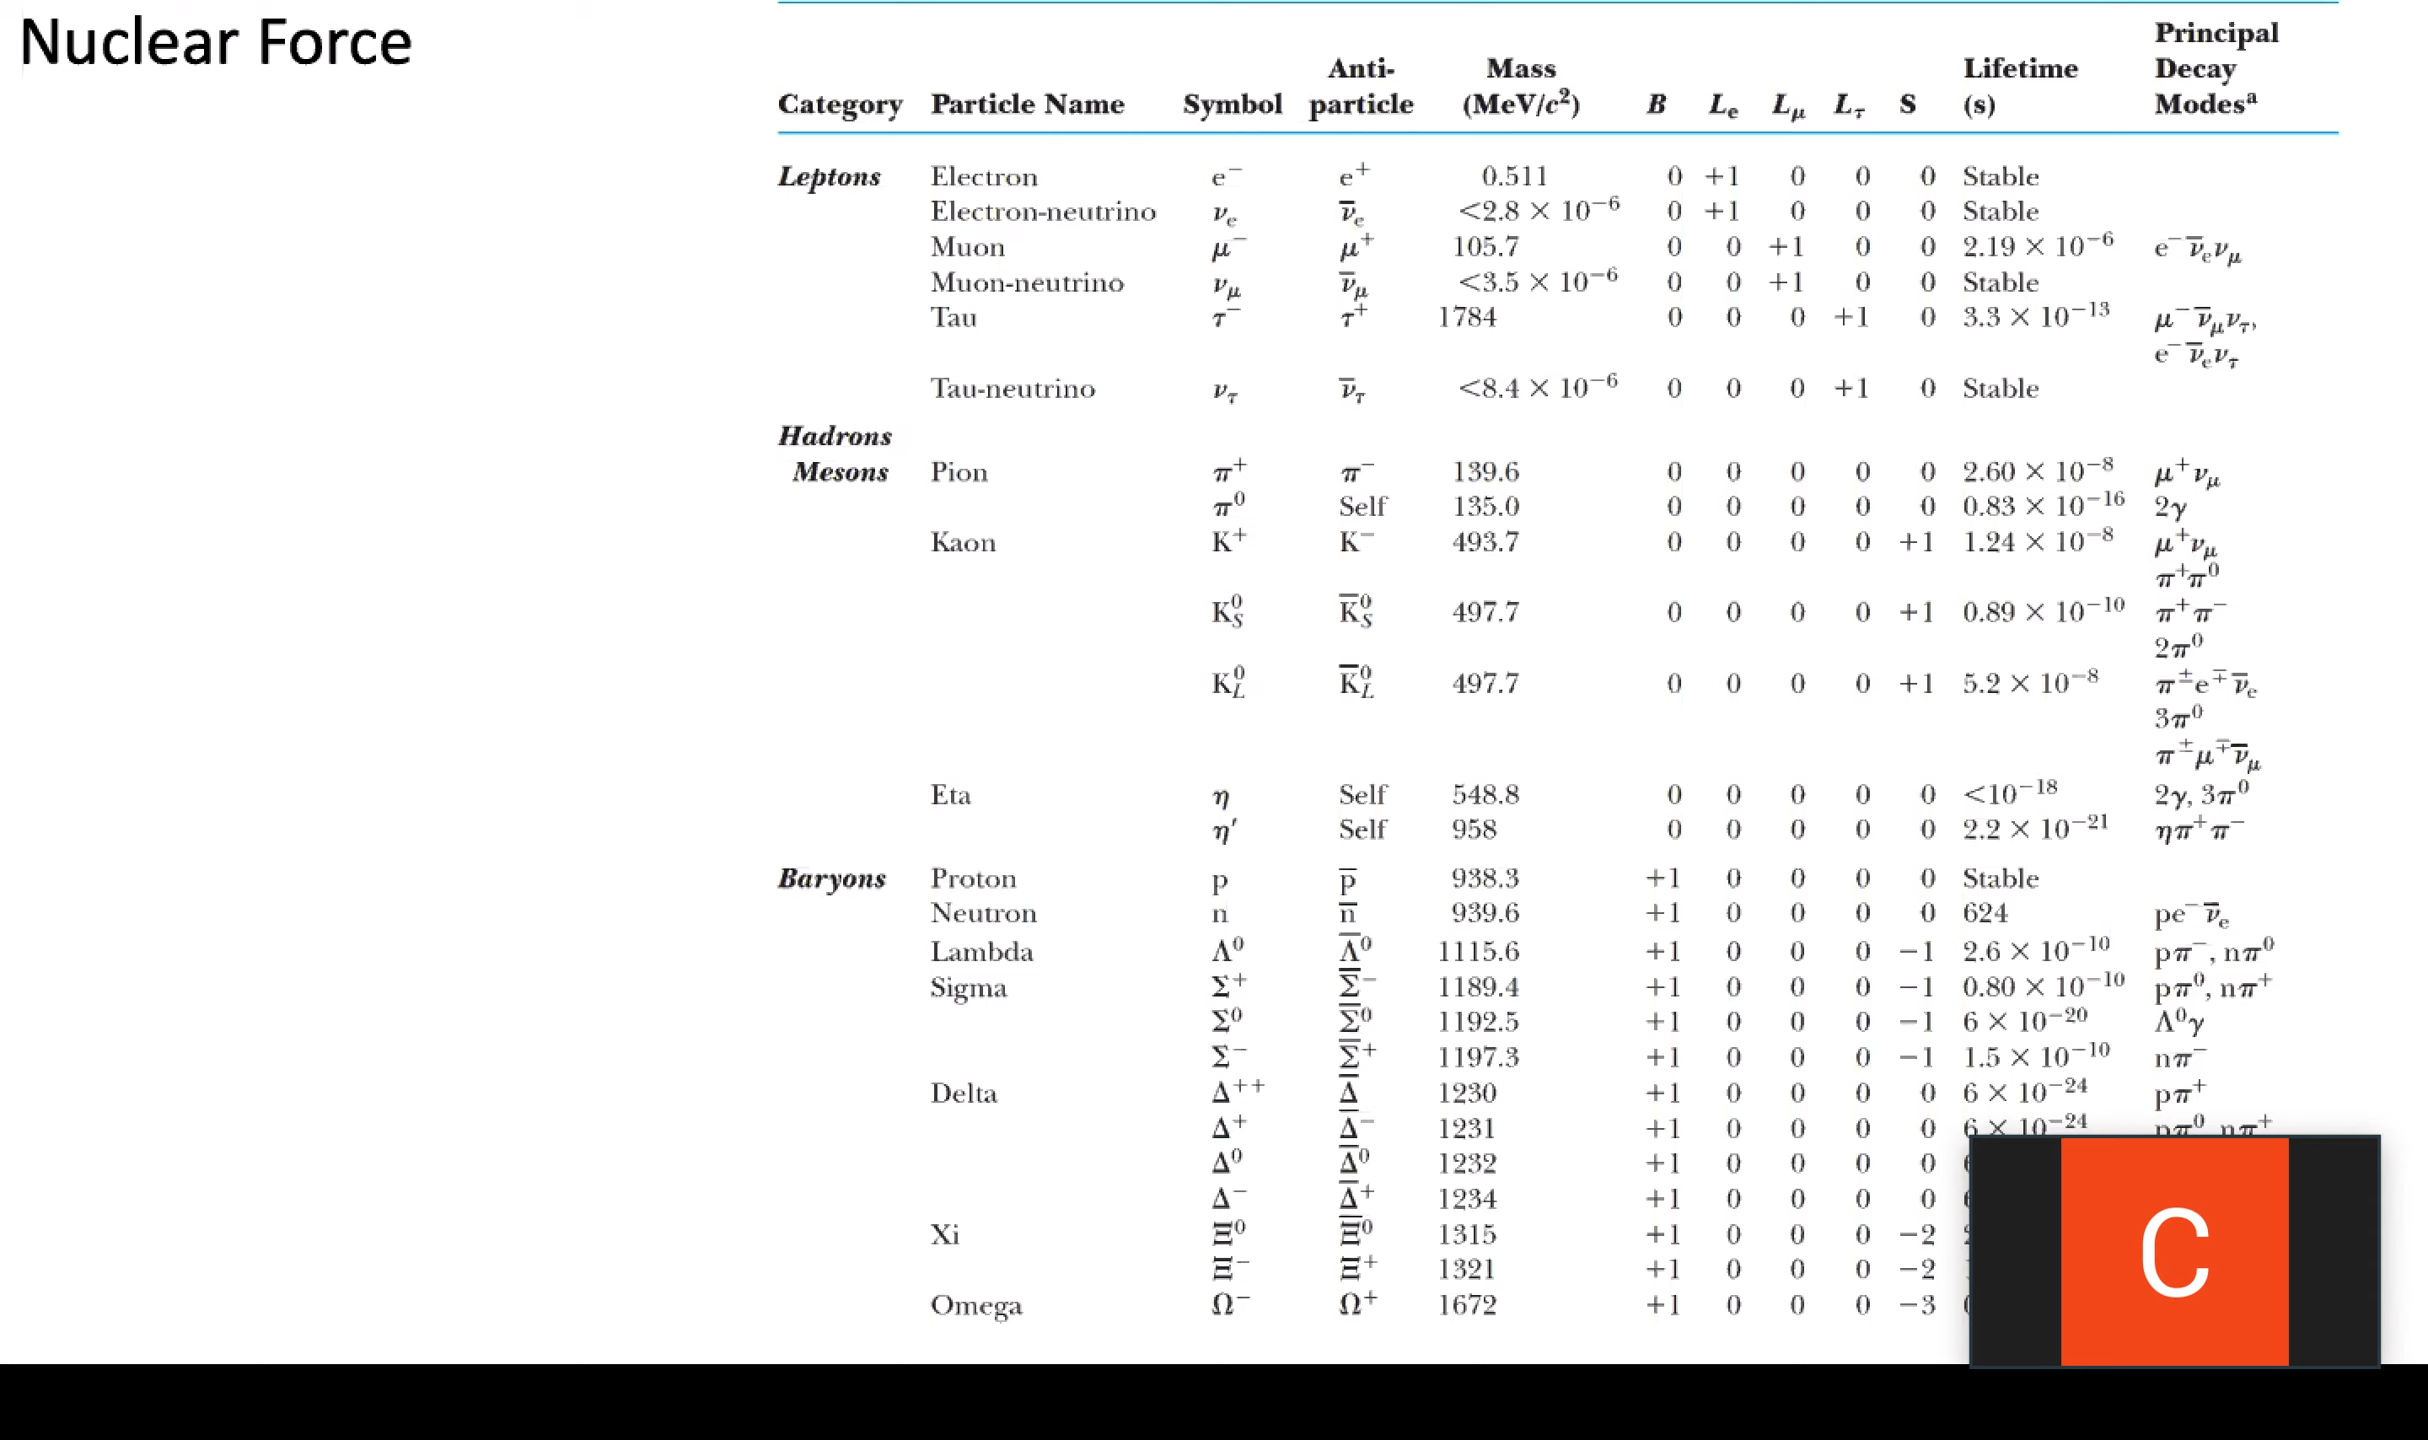 Nuclear Force
Category Particle Name Symbol Anti-particle Mass (MeV/c²) B Lₑ L_μ L_τ S Lifetime (s) Principal Decay Modesᵃ
Leptons Electron e⁻ e⁺ 0.511 0 +1 0 0 0 Stable
Electron-neutrino νₑ ν̄ₑ <2.8 × 10⁻⁶ 0 +1 0 0 0 Stable
Muon μ⁻ μ⁺ 105.7 0 0 +1 0 0 2.19 × 10⁻⁶ e⁻ν̄ₑν_μ
Muon-neutrino ν_μ ν̄_μ <3.5 × 10⁻⁶ 0 0 +1 0 0 Stable
Tau τ⁻ τ⁺ 1784 0 0 0 +1 0 3.3 × 10⁻¹³ μ⁻ν̄_μν_τ,
e⁻ν̄ₑν_τ
Tau-neutrino ν_τ ν̄_τ <8.4 × 10⁻⁶ 0 0 0 +1 0 Stable
Hadrons
Mesons Pion π⁺ π⁻ 139.6 0 0 0 0 0 2.60 × 10⁻⁸ μ⁺ν_μ
π⁰ Self 135.0 0 0 0 0 0 0.83 × 10⁻¹⁶ 2γ
Kaon K⁺ K⁻ 493.7 0 0 0 0 +1 1.24 × 10⁻⁸ μ⁺ν_μ
π⁺π⁰
K⁰_S K̄⁰_S 497.7 0 0 0 0 +1 0.89 × 10⁻¹⁰ π⁺π⁻
2π⁰
K⁰_L K̄⁰_L 497.7 0 0 0 0 +1 5.2 × 10⁻⁸ π±e∓ν̄ₑ
3π⁰
π±μ∓ν̄_μ
Eta η Self 548.8 0 0 0 0 0 <10⁻¹⁸ 2γ, 3π⁰
η′ Self 958 0 0 0 0 0 2.2 × 10⁻²¹ ηπ⁺π⁻
Baryons Proton p p̄ 938.3 +1 0 0 0 0 Stable
Neutron n n̄ 939.6 +1 0 0 0 0 624 pe⁻ν̄ₑ
Lambda Λ⁰ Λ̄⁰ 1115.6 +1 0 0 0 −1 2.6 × 10⁻¹⁰ pπ⁻, nπ⁰
Sigma Σ⁺ Σ̄⁻ 1189.4 +1 0 0 0 −1 0.80 × 10⁻¹⁰ pπ⁰, nπ⁺
Σ⁰ Σ̄⁰ 1192.5 +1 0 0 0 −1 6 × 10⁻²⁰ Λ⁰γ
Σ⁻ Σ̄⁺ 1197.3 +1 0 0 0 −1 1.5 × 10⁻¹⁰ nπ⁻
Delta Δ⁺⁺ Δ̄ 1230 +1 0 0 0 0 6 × 10⁻²⁴ pπ⁺
Δ⁺ Δ̄⁻ 1231 +1 0 0 0 0 6 × 10⁻²⁴ pπ⁰, nπ⁺
Δ⁰ Δ̄⁰ 1232 +1 0 0 0 0
Δ⁻ Δ̄⁺ 1234 +1 0 0 0 0
Xi Ξ⁰ Ξ̄⁰ 1315 +1 0 0 0 −2
Ξ⁻ Ξ⁺ 1321 +1 0 0 0 −2
Omega Ω⁻ Ω⁺ 1672 +1 0 0 0 −3
C